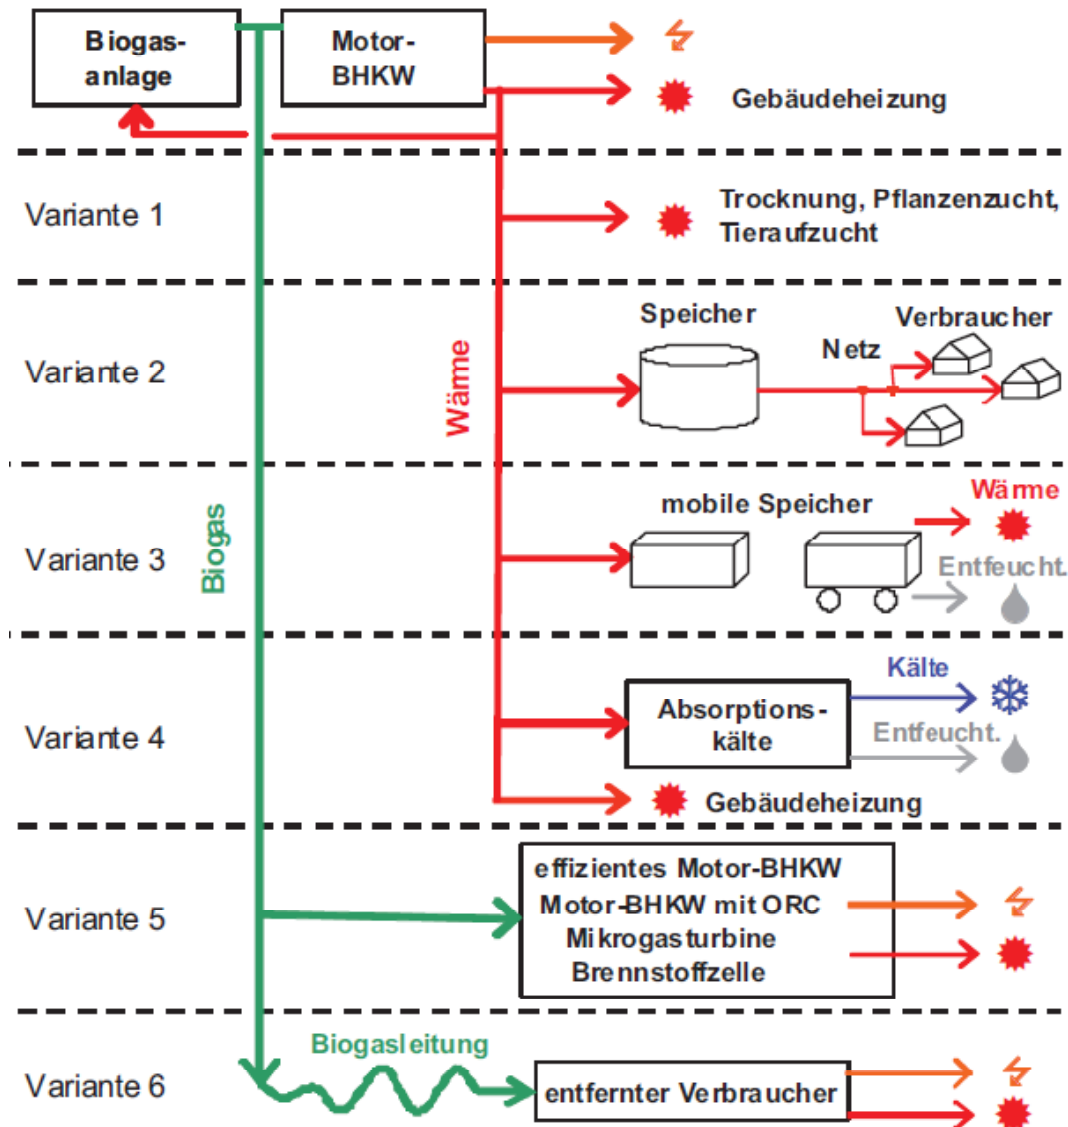 Biogas-
anlage
Motor-
BHKW
Gebäudeheizung
Variante 1
Trocknung, Pflanzenzucht,
Tieraufzucht
Variante 2
Wärme
Speicher
Netz
Verbraucher
Variante 3
Biogas
mobile Speicher
Wärme
Entfeucht.
Variante 4
Absorptions-
kälte
Kälte
Entfeucht.
Gebäudeheizung
Variante 5
effizientes Motor-BHKW
Motor-BHKW mit ORC
Mikrogasturbine
Brennstoffzelle
Variante 6
Biogasleitung
entfernter Verbraucher